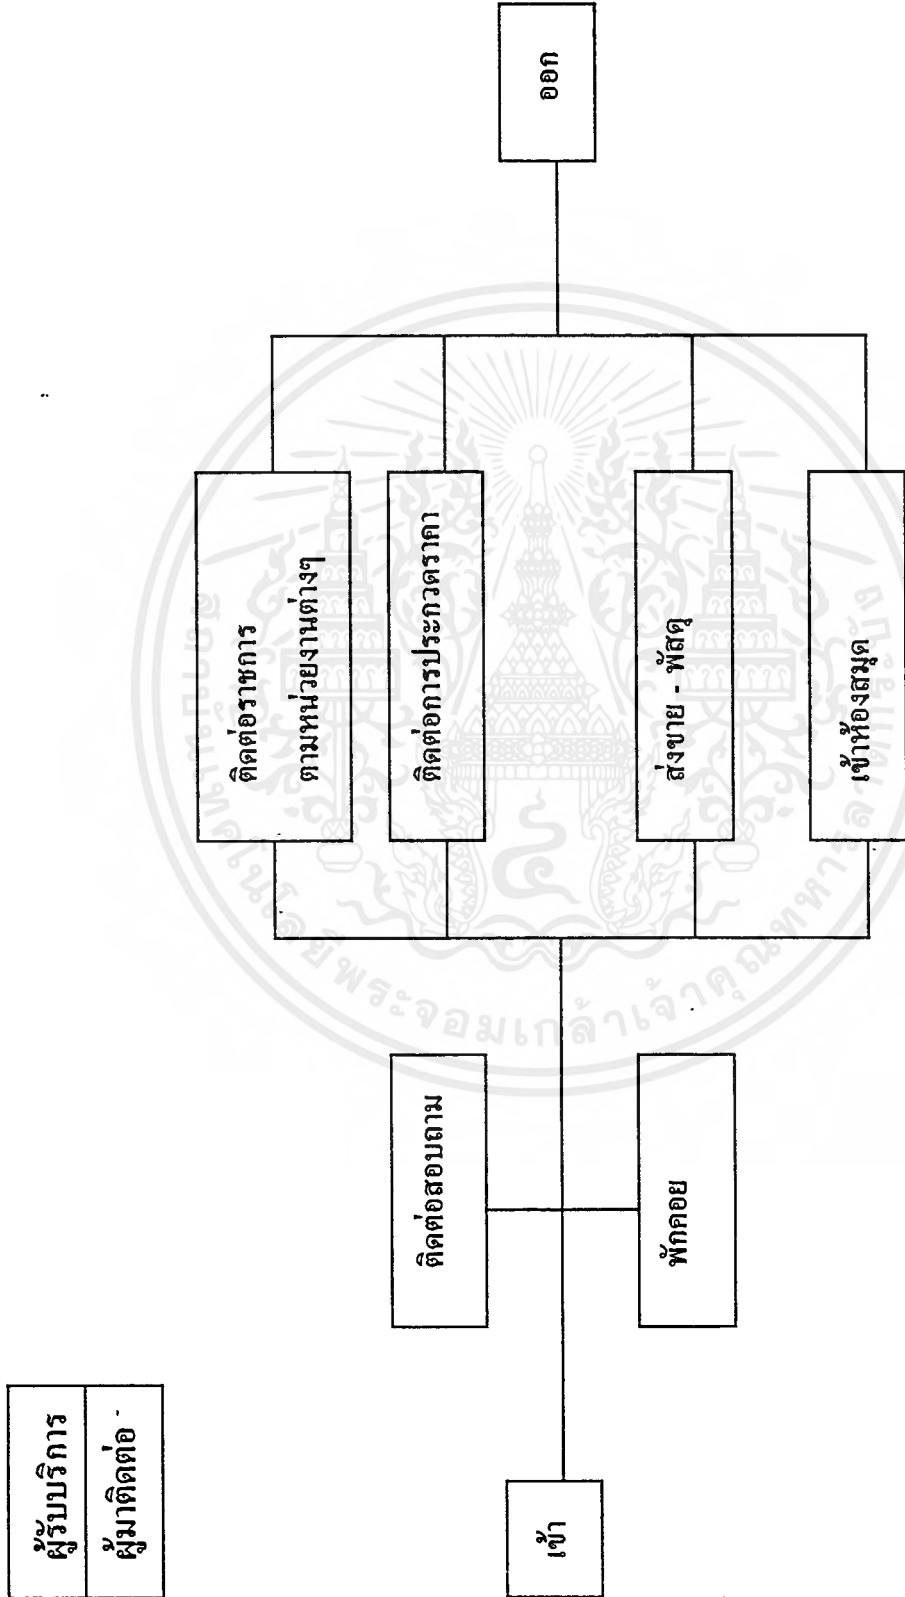 ผู้รับบริการ
ผู้มาติดต่อ
เข้า
ติดต่อสอบถาม
พักคอย
ติดต่อราชการ
ตามหน่วยงานต่างๆ
ติดต่อการประกวดราคา
ส่งขาย - พัสดุ
เข้าห้องสมุด
ออก